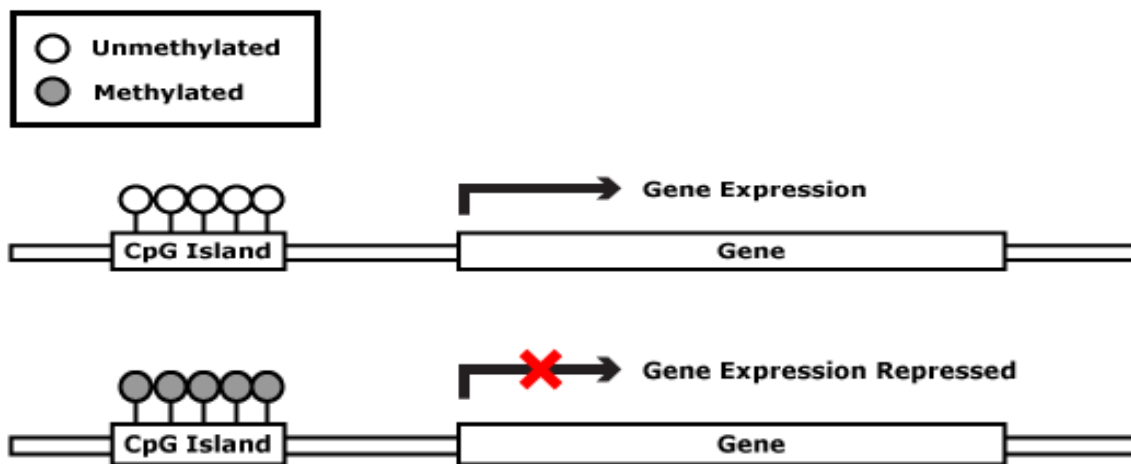 Unmethylated
Methylated
Gene Expression
CpG Island
Gene
Gene Expression Repressed
CpG Island
Gene